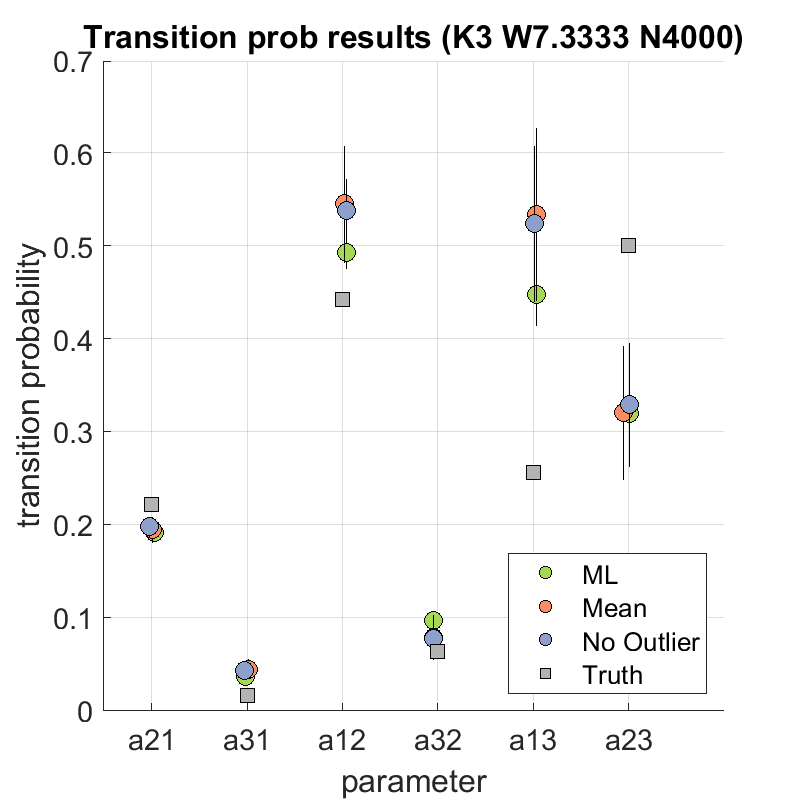 Transition prob results (K3 W7.3333 N4000)
transition probability
0.7
0.6
0.5
0.4
0.3
0.2
0.1
0
a21 a31 a12 a32 a13 a23
parameter
ML
Mean
No Outlier
Truth